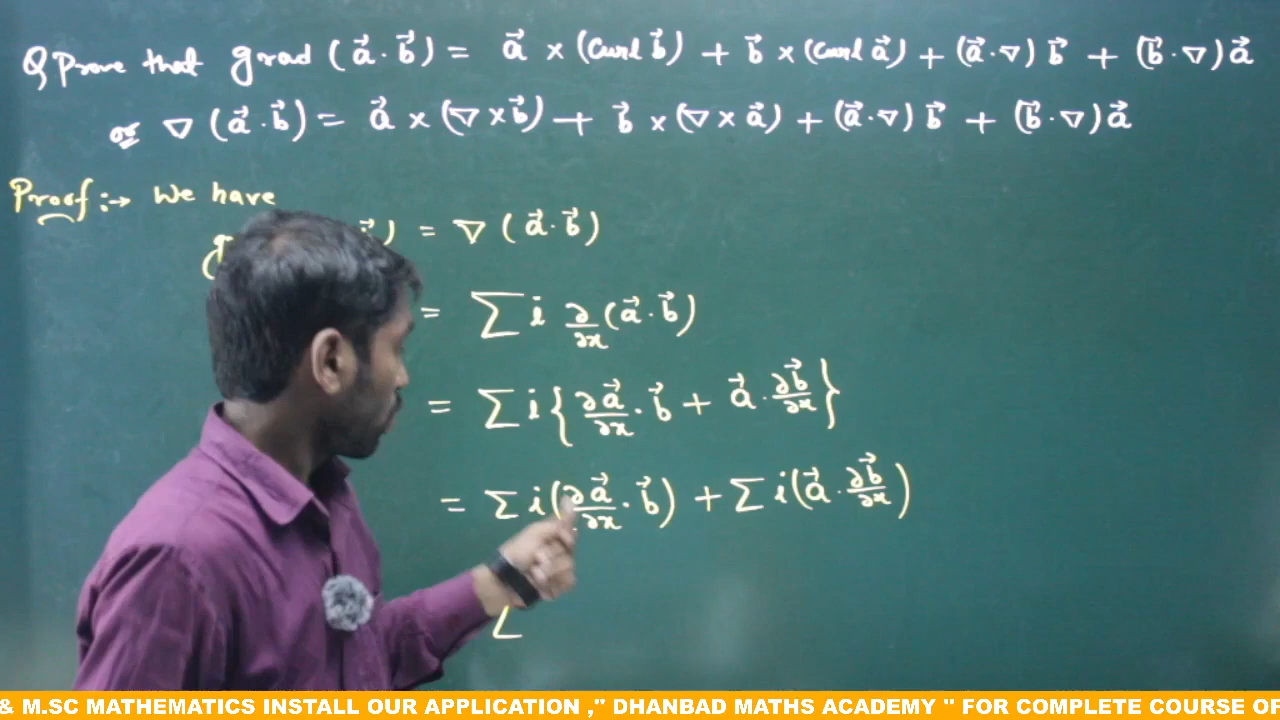 Q Prove that grad (a⃗ · b⃗) = a⃗ × (Curl b⃗) + b⃗ × (Curl a⃗) + (a⃗ · ∇) b⃗ + (b⃗ · ∇) a⃗
or ∇ (a⃗ · b⃗) = a⃗ × (∇ × b⃗) + b⃗ × (∇ × a⃗) + (a⃗ · ∇) b⃗ + (b⃗ · ∇) a⃗
Proof :→ We have
g b⃗) = ∇ (a⃗ · b⃗)
= ∑ i ∂/∂x (a⃗ · b⃗)
= ∑ i { ∂a⃗/∂x · b⃗ + a⃗ · ∂b⃗/∂x }
= ∑ i ( ∂a⃗/∂x · b⃗ ) + ∑ i ( a⃗ · ∂b⃗/∂x )
& M.SC MATHEMATICS INSTALL OUR APPLICATION ," DHANBAD MATHS ACADEMY " FOR COMPLETE COURSE OF